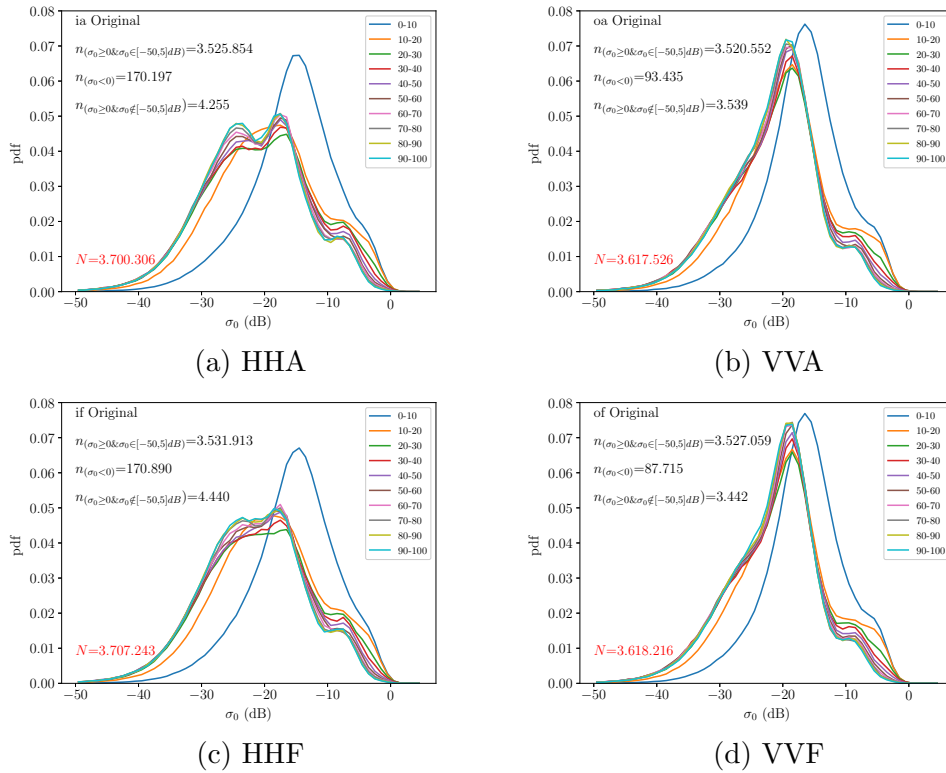 ia Original
n(σ₀≥0&σ₀∈[−50,5]dB)=3.525.854
n(σ₀<0)=170.197
n(σ₀≥0&σ₀∉[−50,5]dB)=4.255
N=3.700.306
0-10
10-20
20-30
30-40
40-50
50-60
60-70
70-80
80-90
90-100
0.08
0.07
0.06
0.05
0.04
0.03
0.02
0.01
0.00
pdf
−50 −40 −30 −20 −10 0
σ₀ (dB)
(a) HHA
oa Original
n(σ₀≥0&σ₀∈[−50,5]dB)=3.520.552
n(σ₀<0)=93.435
n(σ₀≥0&σ₀∉[−50,5]dB)=3.539
N=3.617.526
0-10
10-20
20-30
30-40
40-50
50-60
60-70
70-80
80-90
90-100
0.08
0.07
0.06
0.05
0.04
0.03
0.02
0.01
0.00
pdf
−50 −40 −30 −20 −10 0
σ₀ (dB)
(b) VVA
if Original
n(σ₀≥0&σ₀∈[−50,5]dB)=3.531.913
n(σ₀<0)=170.890
n(σ₀≥0&σ₀∉[−50,5]dB)=4.440
N=3.707.243
0-10
10-20
20-30
30-40
40-50
50-60
60-70
70-80
80-90
90-100
0.08
0.07
0.06
0.05
0.04
0.03
0.02
0.01
0.00
pdf
−50 −40 −30 −20 −10 0
σ₀ (dB)
(c) HHF
of Original
n(σ₀≥0&σ₀∈[−50,5]dB)=3.527.059
n(σ₀<0)=87.715
n(σ₀≥0&σ₀∉[−50,5]dB)=3.442
N=3.618.216
0-10
10-20
20-30
30-40
40-50
50-60
60-70
70-80
80-90
90-100
0.08
0.07
0.06
0.05
0.04
0.03
0.02
0.01
0.00
pdf
−50 −40 −30 −20 −10 0
σ₀ (dB)
(d) VVF